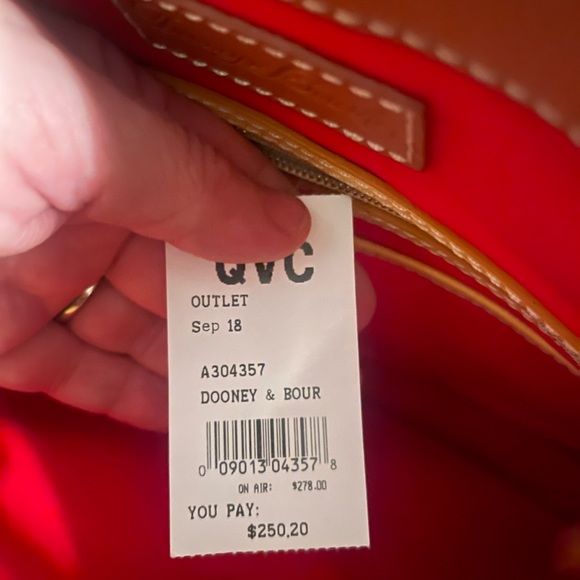 QVC
OUTLET
Sep 18
A304357
DOONEY & BOUR
0 09013 04357 8
ON AIR: $278.00
YOU PAY:
$250.20